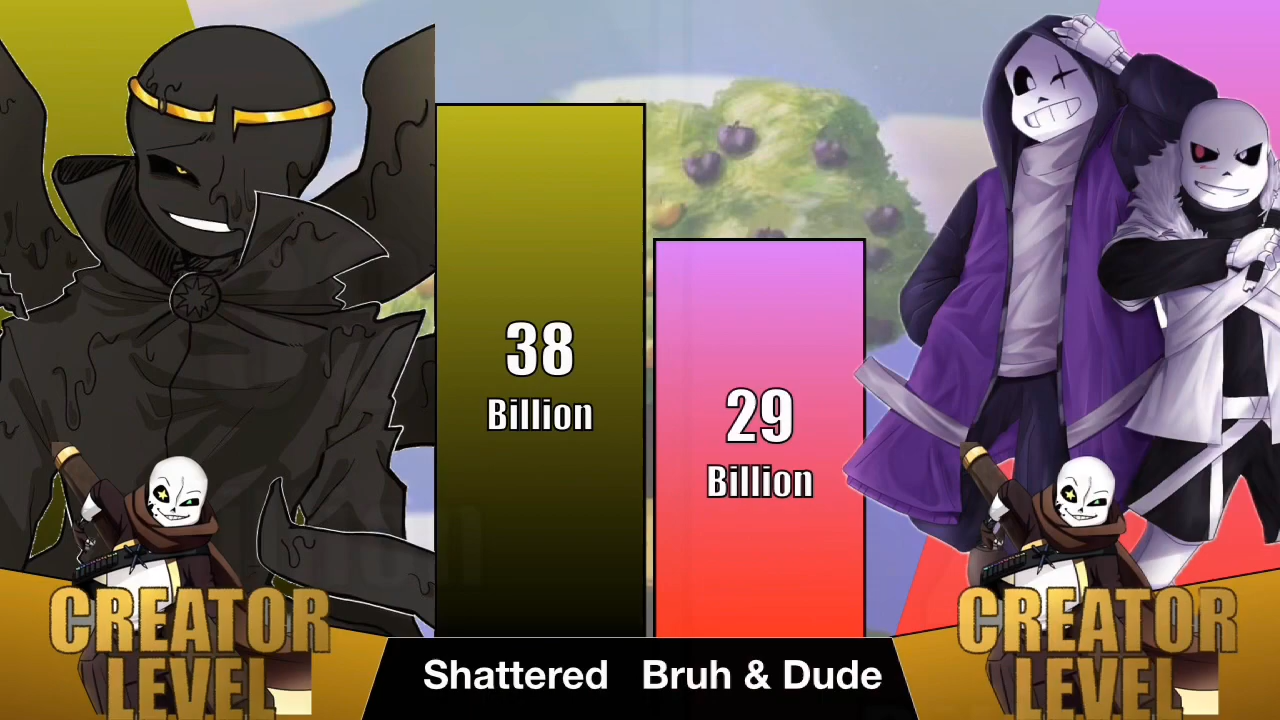 38
Billion
29
Billion
CREATOR
LEVEL
Shattered Bruh & Dude
CREATOR
LEVEL